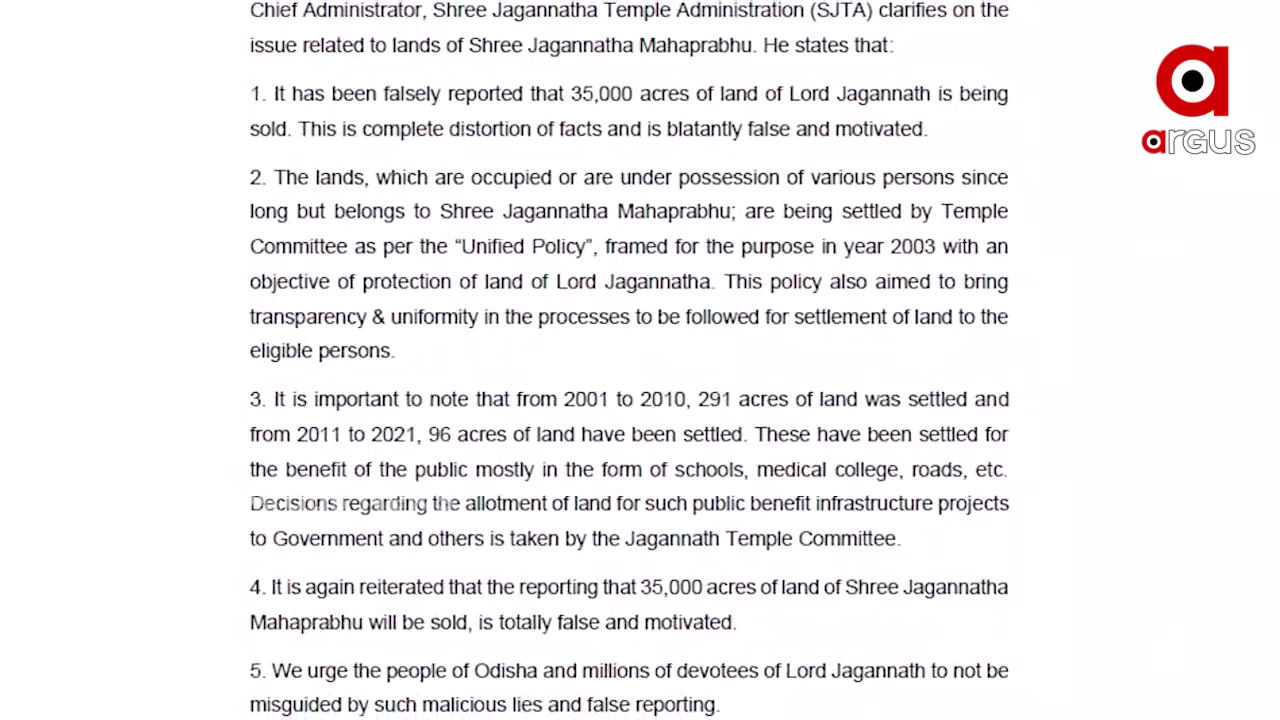 Chief Administrator, Shree Jagannatha Temple Administration (SJTA) clarifies on the
issue related to lands of Shree Jagannatha Mahaprabhu. He states that:
1. It has been falsely reported that 35,000 acres of land of Lord Jagannath is being
sold. This is complete distortion of facts and is blatantly false and motivated.
2. The lands, which are occupied or are under possession of various persons since
long but belongs to Shree Jagannatha Mahaprabhu; are being settled by Temple
Committee as per the “Unified Policy”, framed for the purpose in year 2003 with an
objective of protection of land of Lord Jagannatha. This policy also aimed to bring
transparency & uniformity in the processes to be followed for settlement of land to the
eligible persons.
3. It is important to note that from 2001 to 2010, 291 acres of land was settled and
from 2011 to 2021, 96 acres of land have been settled. These have been settled for
the benefit of the public mostly in the form of schools, medical college, roads, etc.
Decisions regarding the allotment of land for such public benefit infrastructure projects
to Government and others is taken by the Jagannath Temple Committee.
4. It is again reiterated that the reporting that 35,000 acres of land of Shree Jagannatha
Mahaprabhu will be sold, is totally false and motivated.
5. We urge the people of Odisha and millions of devotees of Lord Jagannath to not be
misguided by such malicious lies and false reporting.
a
argus